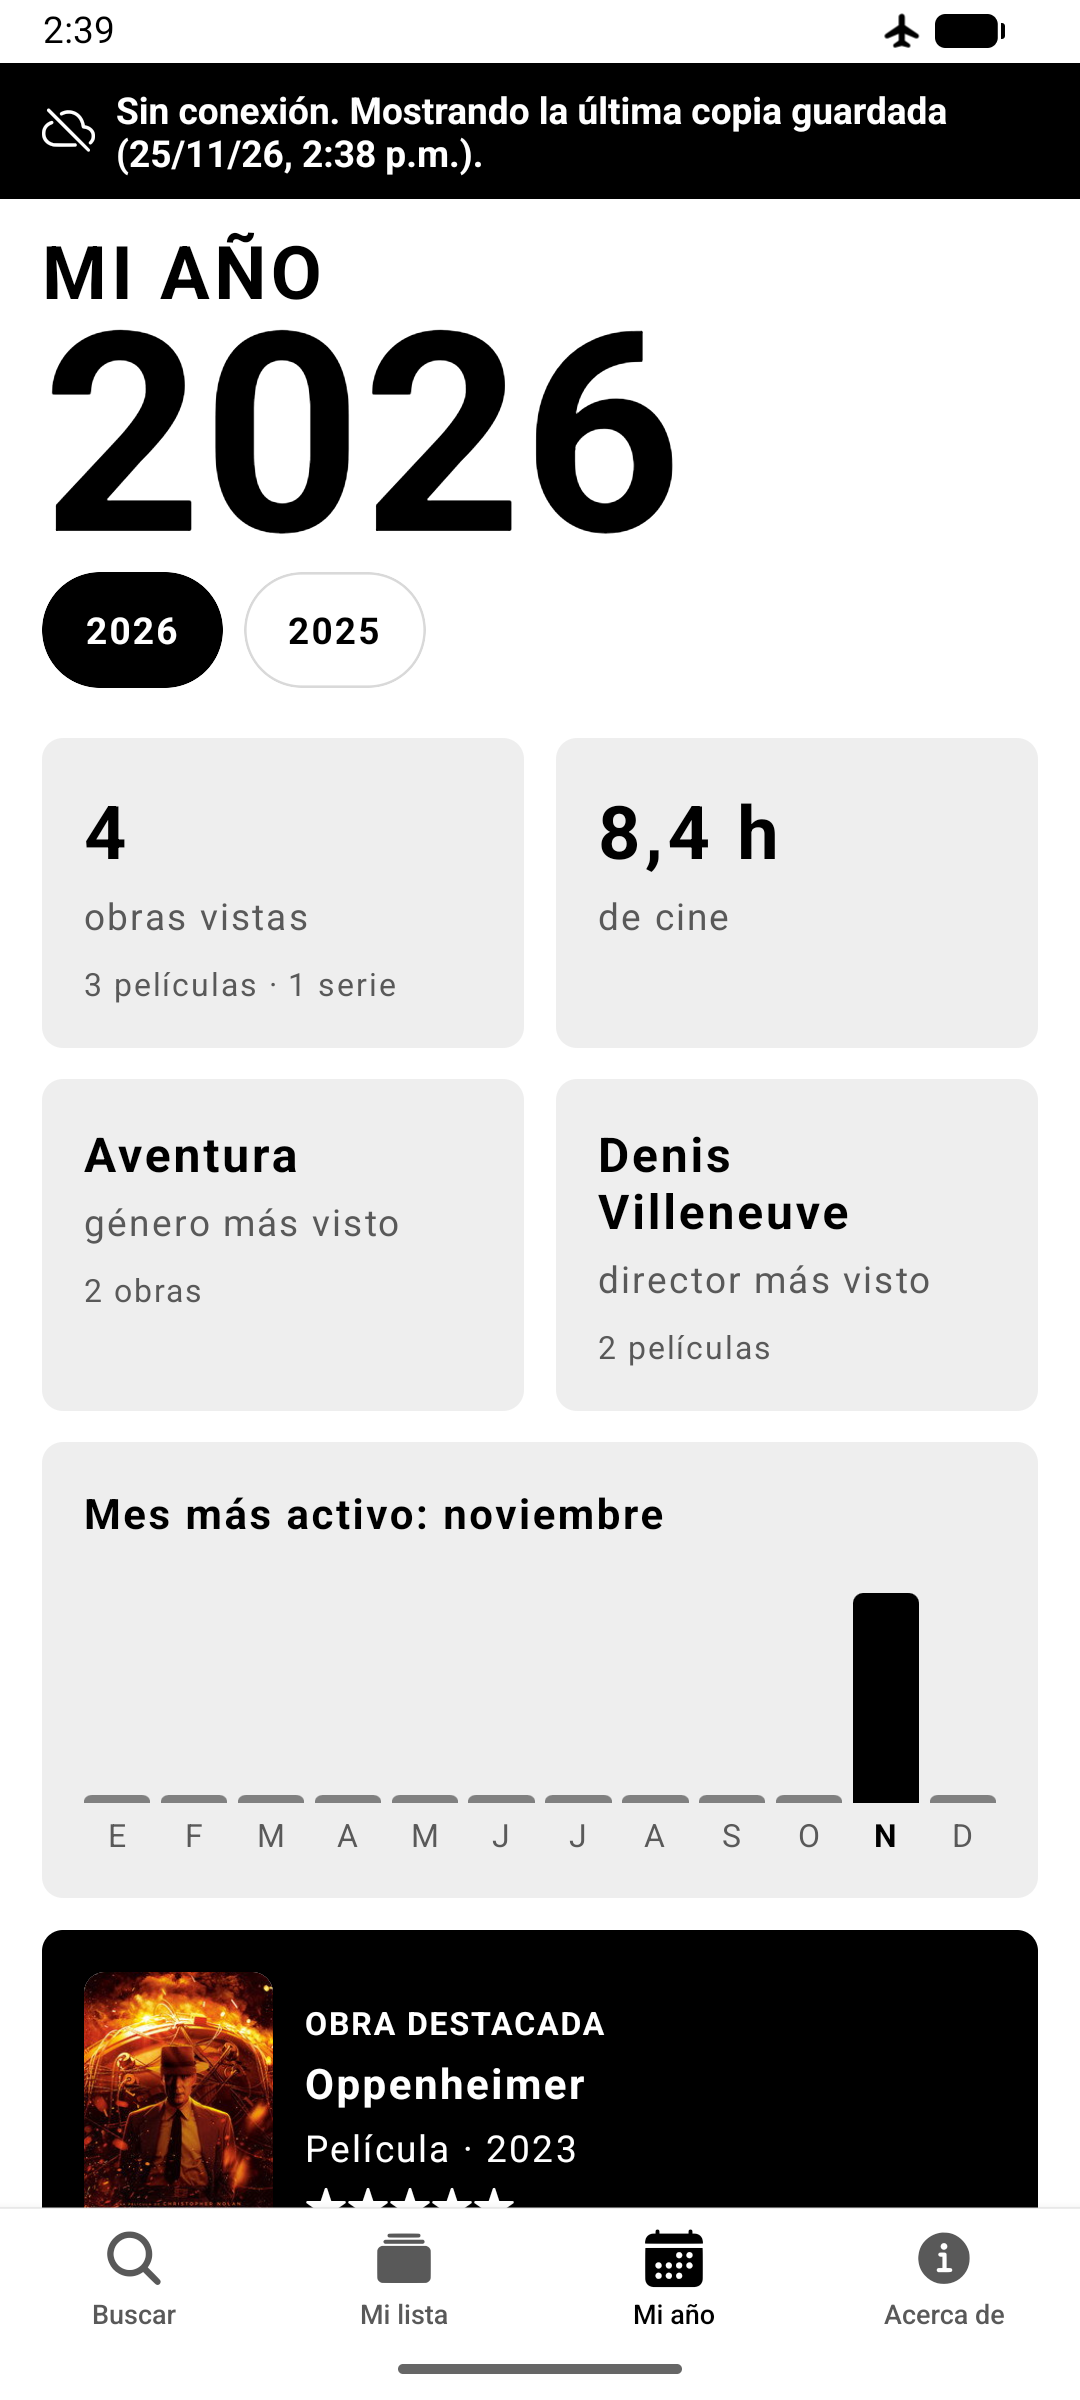 2:39
Sin conexión. Mostrando la última copia guardada
(25/11/26, 2:38 p.m.).
MI AÑO
2026
2026
2025
4
obras vistas
3 películas · 1 serie
8,4 h
de cine
Aventura
género más visto
2 obras
Denis
Villeneuve
director más visto
2 películas
Mes más activo: noviembre
E F M A M J J A S O N D
OBRA DESTACADA
Oppenheimer
Película · 2023
CHRISTOPHER NOLAN
Buscar
Mi lista
Mi año
Acerca de